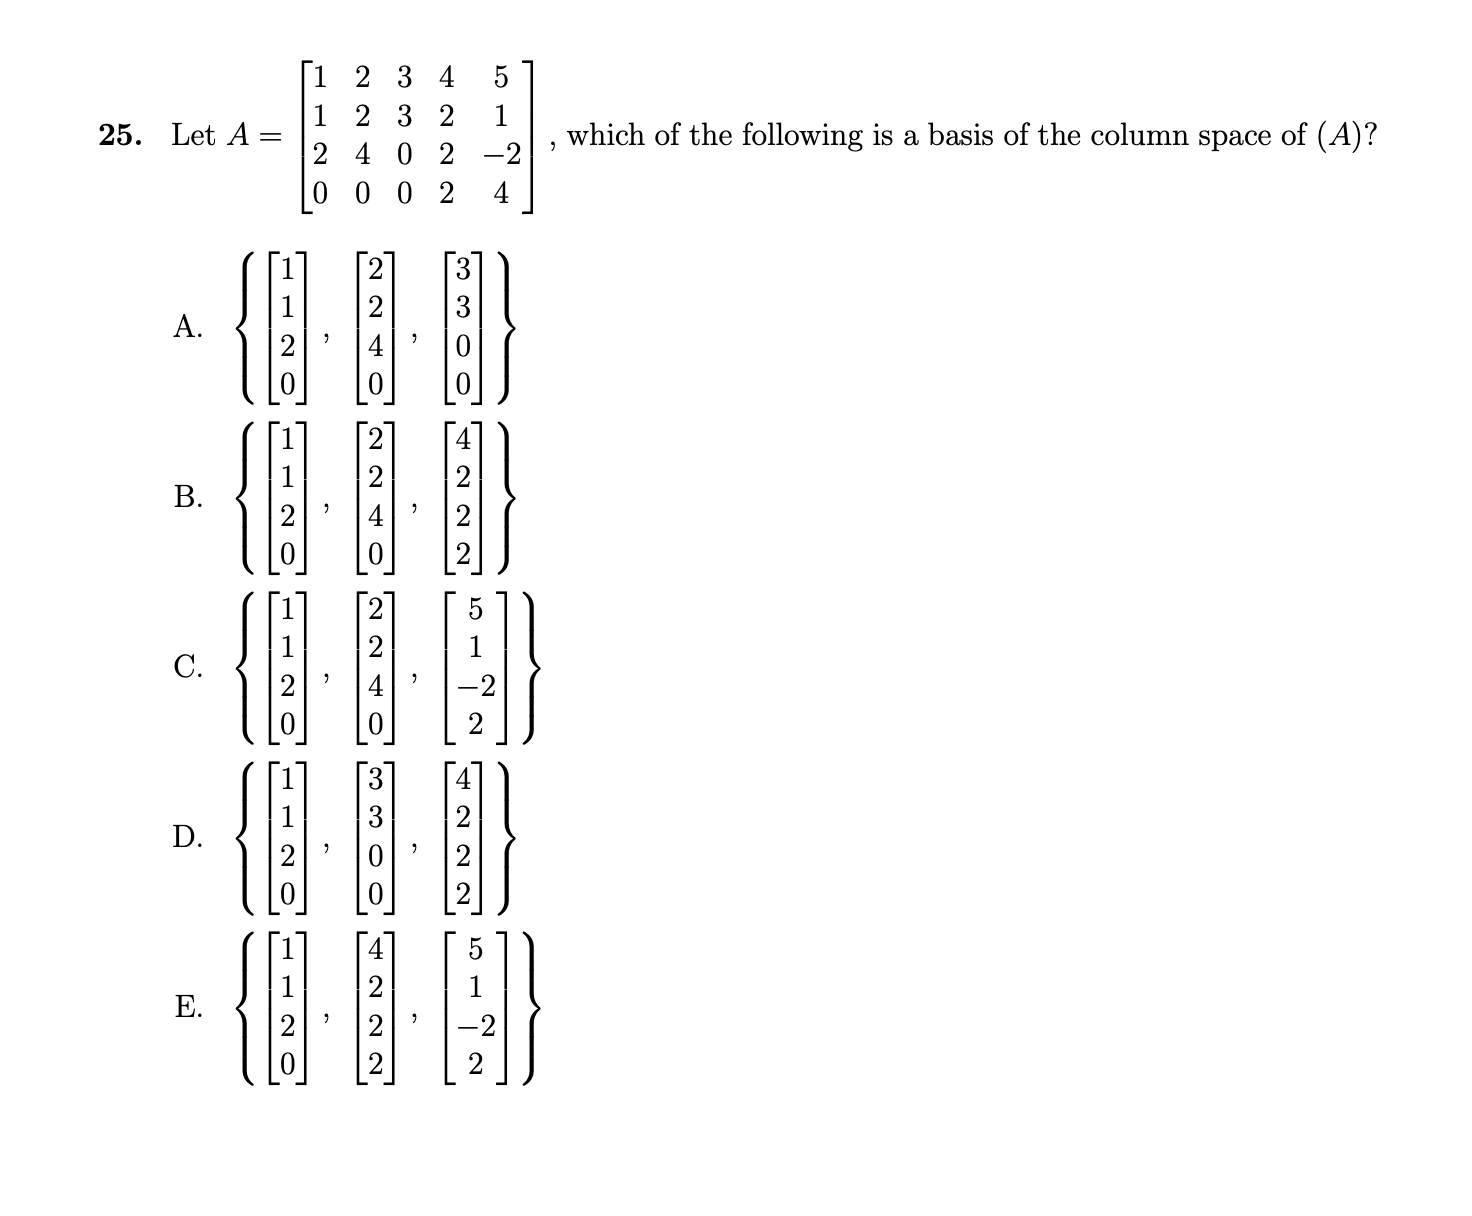 25. Let $A = \begin{bmatrix} 1 & 2 & 3 & 4 & 5 \\ 1 & 2 & 3 & 2 & 1 \\ 2 & 4 & 0 & 2 & -2 \\ 0 & 0 & 0 & 2 & 4 \end{bmatrix}$, which of the following is a basis of the column space of $(A)$?
A. $\left\{ \begin{bmatrix} 1 \\ 1 \\ 2 \\ 0 \end{bmatrix}, \begin{bmatrix} 2 \\ 2 \\ 4 \\ 0 \end{bmatrix}, \begin{bmatrix} 3 \\ 3 \\ 0 \\ 0 \end{bmatrix} \right\}$
B. $\left\{ \begin{bmatrix} 1 \\ 1 \\ 2 \\ 0 \end{bmatrix}, \begin{bmatrix} 2 \\ 2 \\ 4 \\ 0 \end{bmatrix}, \begin{bmatrix} 4 \\ 2 \\ 2 \\ 2 \end{bmatrix} \right\}$
C. $\left\{ \begin{bmatrix} 1 \\ 1 \\ 2 \\ 0 \end{bmatrix}, \begin{bmatrix} 2 \\ 2 \\ 4 \\ 0 \end{bmatrix}, \begin{bmatrix} 5 \\ 1 \\ -2 \\ 2 \end{bmatrix} \right\}$
D. $\left\{ \begin{bmatrix} 1 \\ 1 \\ 2 \\ 0 \end{bmatrix}, \begin{bmatrix} 3 \\ 3 \\ 0 \\ 0 \end{bmatrix}, \begin{bmatrix} 4 \\ 2 \\ 2 \\ 2 \end{bmatrix} \right\}$
E. $\left\{ \begin{bmatrix} 1 \\ 1 \\ 2 \\ 0 \end{bmatrix}, \begin{bmatrix} 4 \\ 2 \\ 2 \\ 2 \end{bmatrix}, \begin{bmatrix} 5 \\ 1 \\ -2 \\ 2 \end{bmatrix} \right\}$